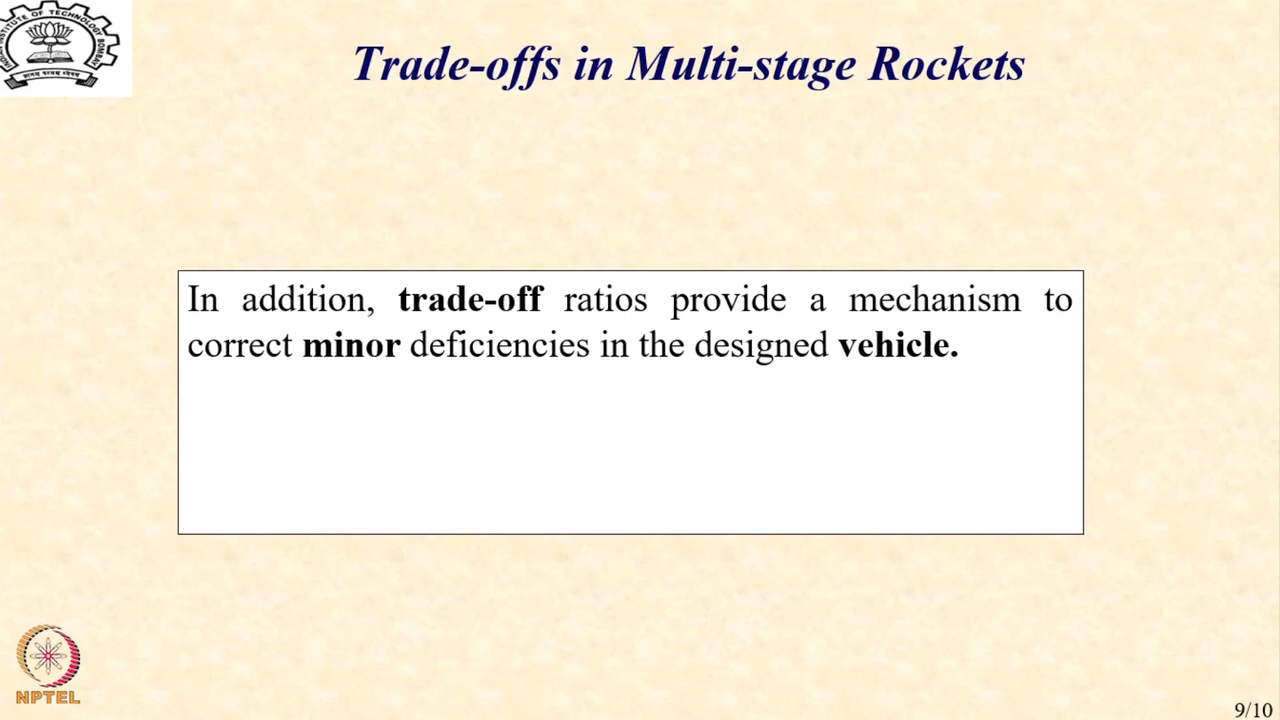 Trade-offs in Multi-stage Rockets
In addition, trade-off ratios provide a mechanism to
correct minor deficiencies in the designed vehicle.
NPTEL
9/10